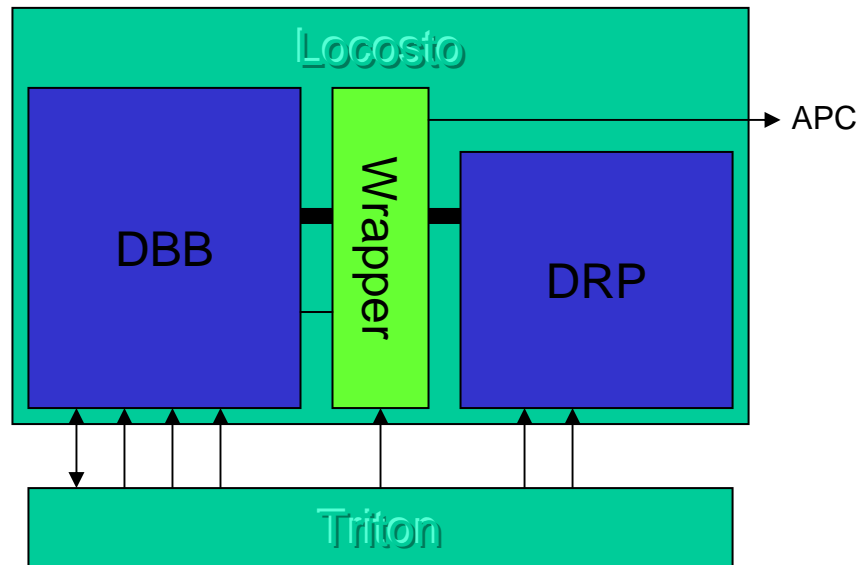 Locosto
APC
Wrapper
DBB
DRP
Triton